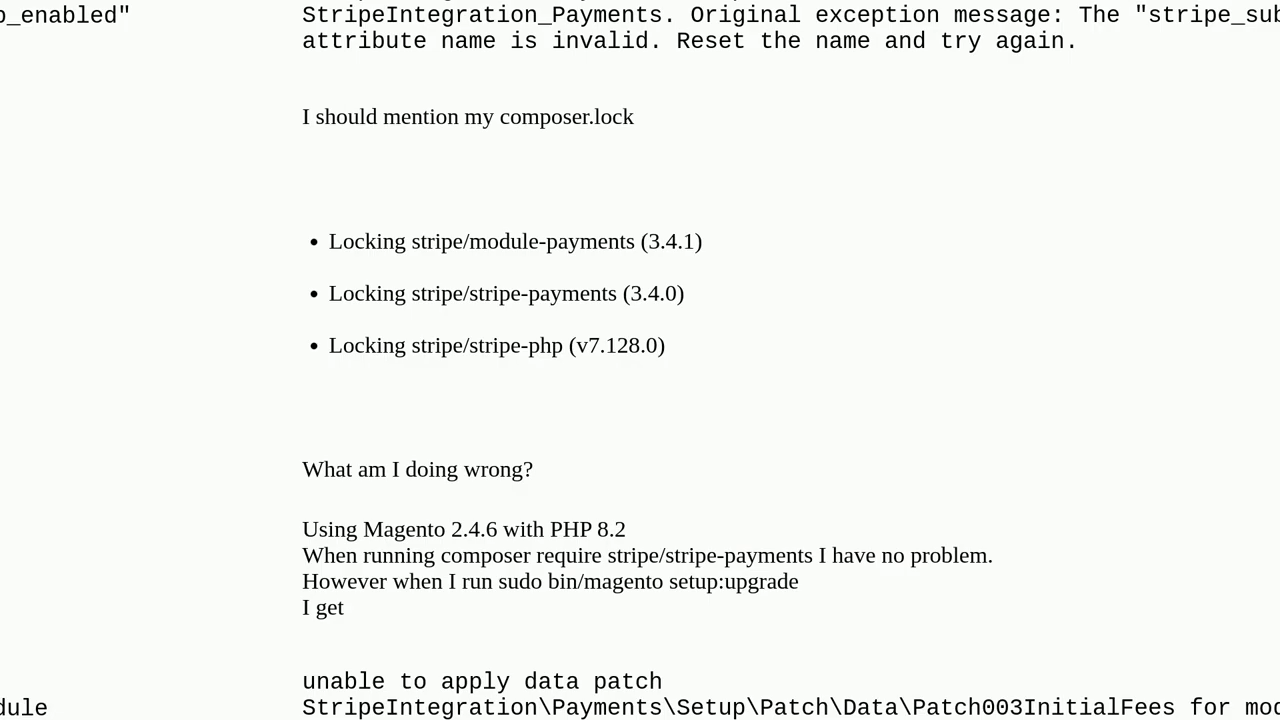 p_enabled"
StripeIntegration_Payments. Original exception message: The "stripe_sub
attribute name is invalid. Reset the name and try again.
I should mention my composer.lock
• Locking stripe/module-payments (3.4.1)
• Locking stripe/stripe-payments (3.4.0)
• Locking stripe/stripe-php (v7.128.0)
What am I doing wrong?
Using Magento 2.4.6 with PHP 8.2
When running composer require stripe/stripe-payments I have no problem.
However when I run sudo bin/magento setup:upgrade
I get
unable to apply data patch
dule
StripeIntegration\Payments\Setup\Patch\Data\Patch003InitialFees for mod